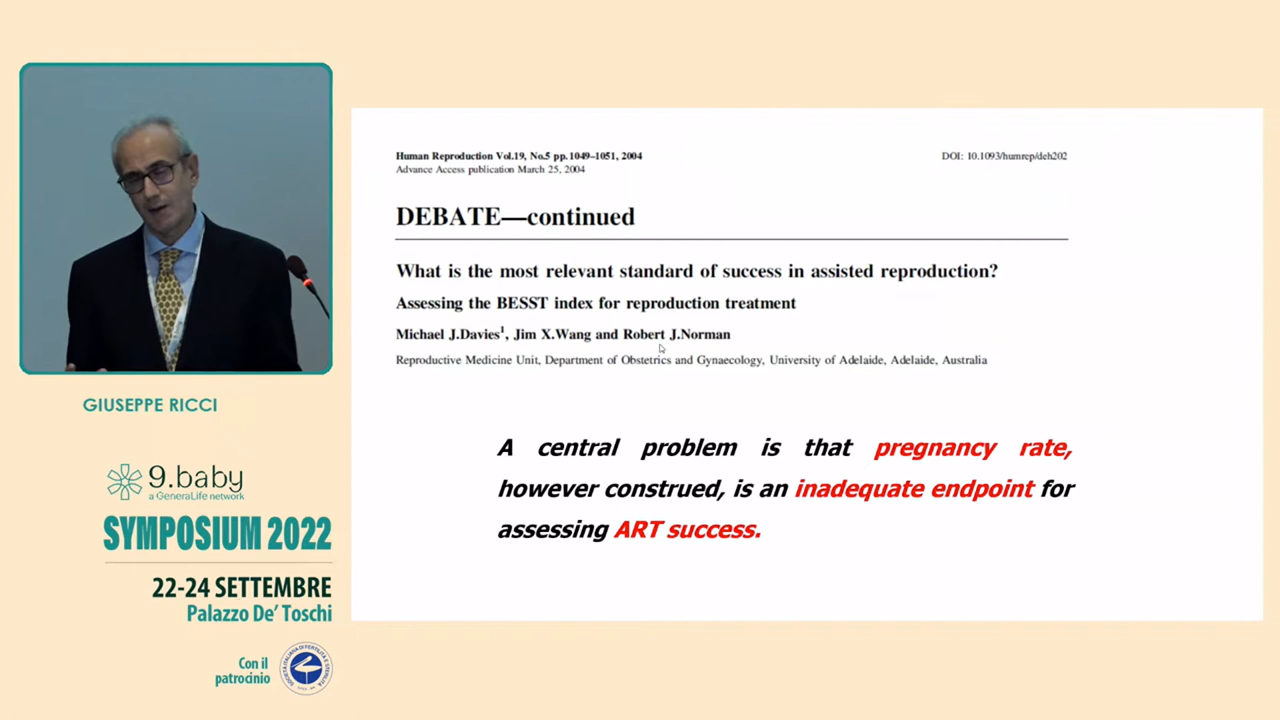 GIUSEPPE RICCI
9.baby
a GeneraLife network
SYMPOSIUM 2022
22-24 SETTEMBRE
Palazzo De' Toschi
Con il
patrocinio
Human Reproduction Vol.19, No.5 pp.1049–1051, 2004
DOI: 10.1093/humrep/deh202
Advance Access publication March 25, 2004
DEBATE—continued
What is the most relevant standard of success in assisted reproduction?
Assessing the BESST index for reproduction treatment
Michael J.Davies1, Jim X.Wang and Robert J.Norman
Reproductive Medicine Unit, Department of Obstetrics and Gynaecology, University of Adelaide, Adelaide, Australia
A central problem is that pregnancy rate,
however construed, is an inadequate endpoint for
assessing ART success.